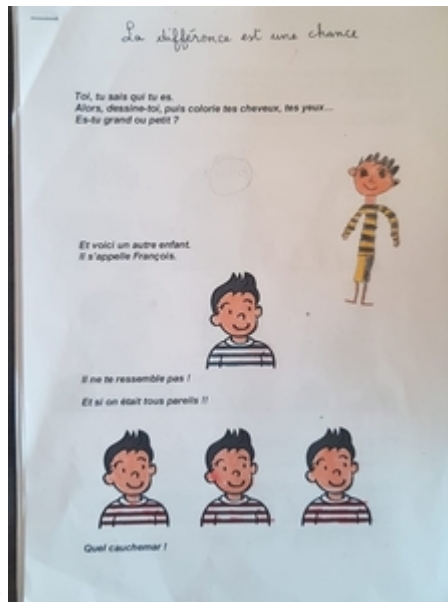 La différence est une chance
Toi, tu sais qui tu es.
Alors, dessine-toi, puis colorie tes cheveux, tes yeux...
Es-tu grand ou petit ?
Et voici un autre enfant.
Il s'appelle François.
Il ne te ressemble pas !
Et si on était tous pareils !!
Quel cauchemar !